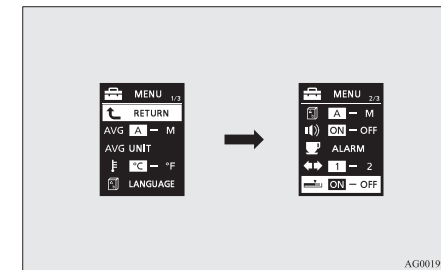 MENU 1/3
RETURN
AVG A – M
AVG UNIT
°C – °F
LANGUAGE
MENU 2/3
A – M
ON – OFF
ALARM
1 – 2
ON – OFF
AG0019